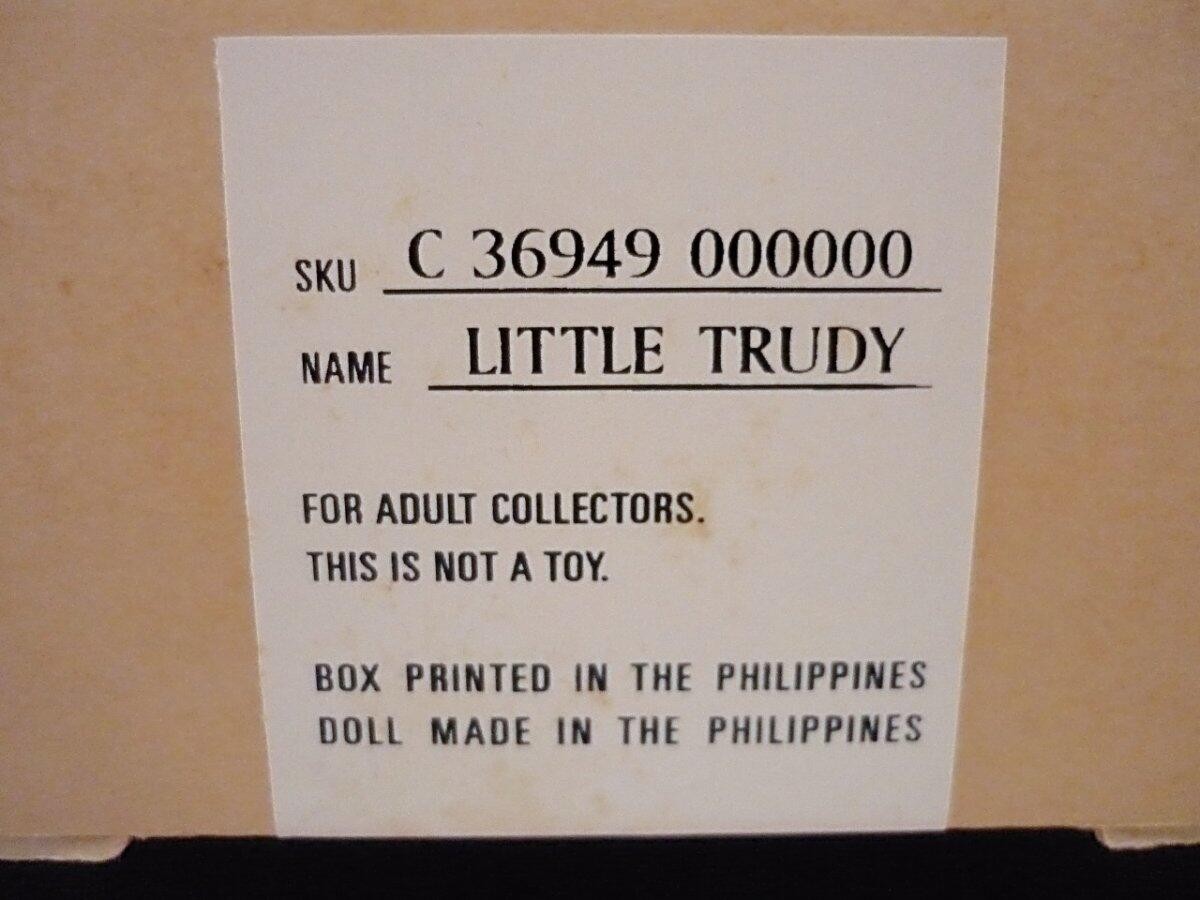 SKU C 36949 000000
NAME LITTLE TRUDY
FOR ADULT COLLECTORS.
THIS IS NOT A TOY.
BOX PRINTED IN THE PHILIPPINES
DOLL MADE IN THE PHILIPPINES